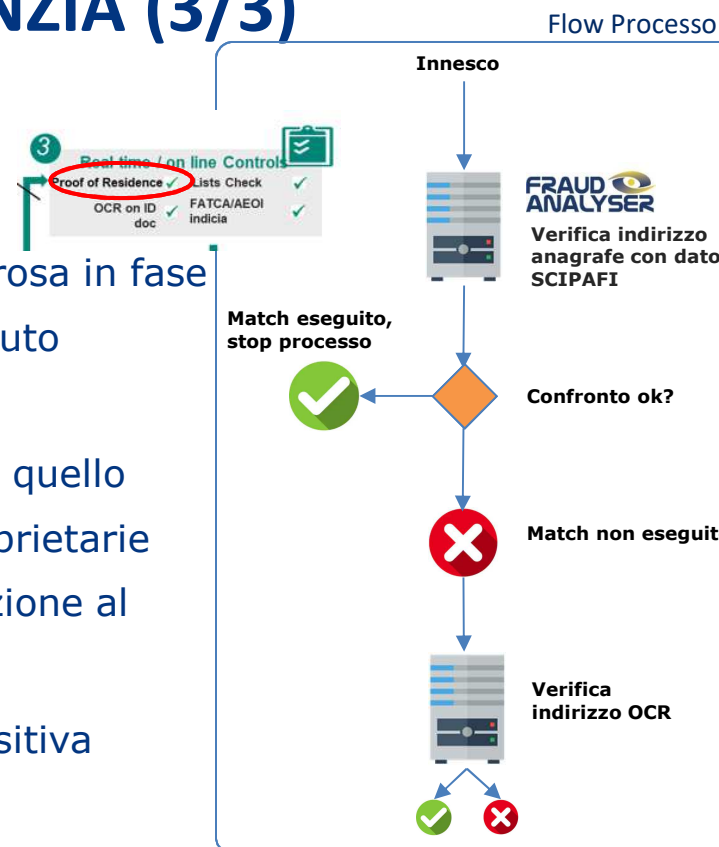 NZIA (3/3)
Flow Processo
Innesco
3
Real time / on line Controls
Proof of Residence ✓ Lists Check ✓
OCR on ID doc ✓ FATCA/AEOI indicia ✓
FRAUD
ANALYSER
Verifica indirizzo
anagrafe con dato
SCIPAFI
rosa in fase
uto
Match eseguito,
stop processo
Confronto ok?
quello
prietarie
zione al
Match non eseguit
sitiva
Verifica
indirizzo OCR